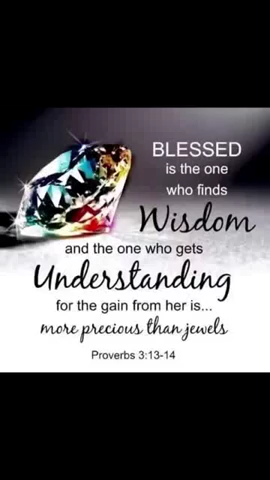 BLESSED
is the one
who finds
Wisdom
and the one who gets
Understanding
for the gain from her is...
more precious than jewels
Proverbs 3:13-14